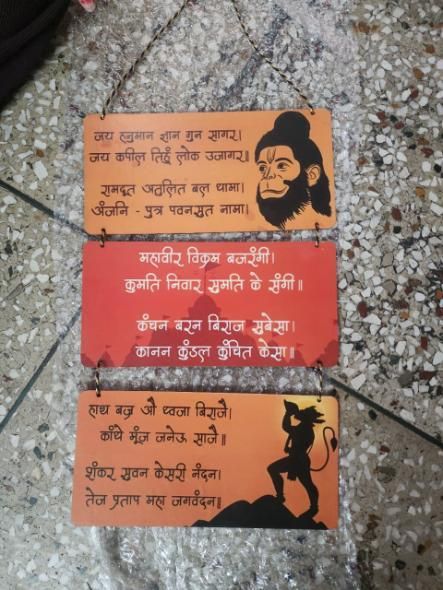 जय हनुमान ज्ञान गुन सागर।
जय कपील तिहुँ लोक उजागर॥
रामदूत अतुलित बल धामा।
अंजनि - पुत्र पवनसुत नामा।
महावीर विक्रम बजरंगी।
कुमति निवार सुमति के संगी॥
कंचन बरन बिराज सुबेसा।
कानन कुंडल कुंचित केसा॥
हाथ बज्र औ ध्वजा बिराजै।
काँधे मूँज जनेऊ साजै॥
शंकर सुवन केसरी नंदन।
तेज प्रताप महा जगवंदन॥